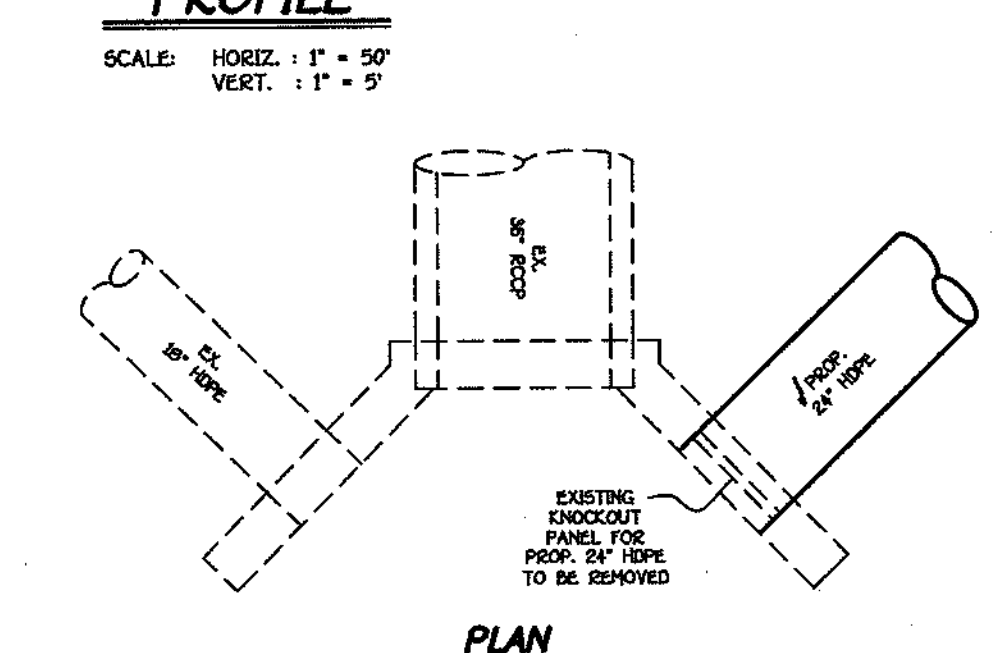 PROFILE
SCALE: HORIZ. : 1" = 50'
VERT. : 1" = 5'
EX.
36" RCCP
EX.
18" HDPE
PROP.
24" HDPE
EXISTING
KNOCKOUT
PANEL FOR
PROP. 24" HDPE
TO BE REMOVED
PLAN